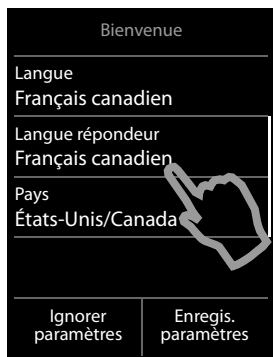 Bienvenue
Langue
Français canadien
Langue répondeur
Français canadien
Pays
États-Unis/Canada
Ignorer
paramètres
Enregis.
paramètres